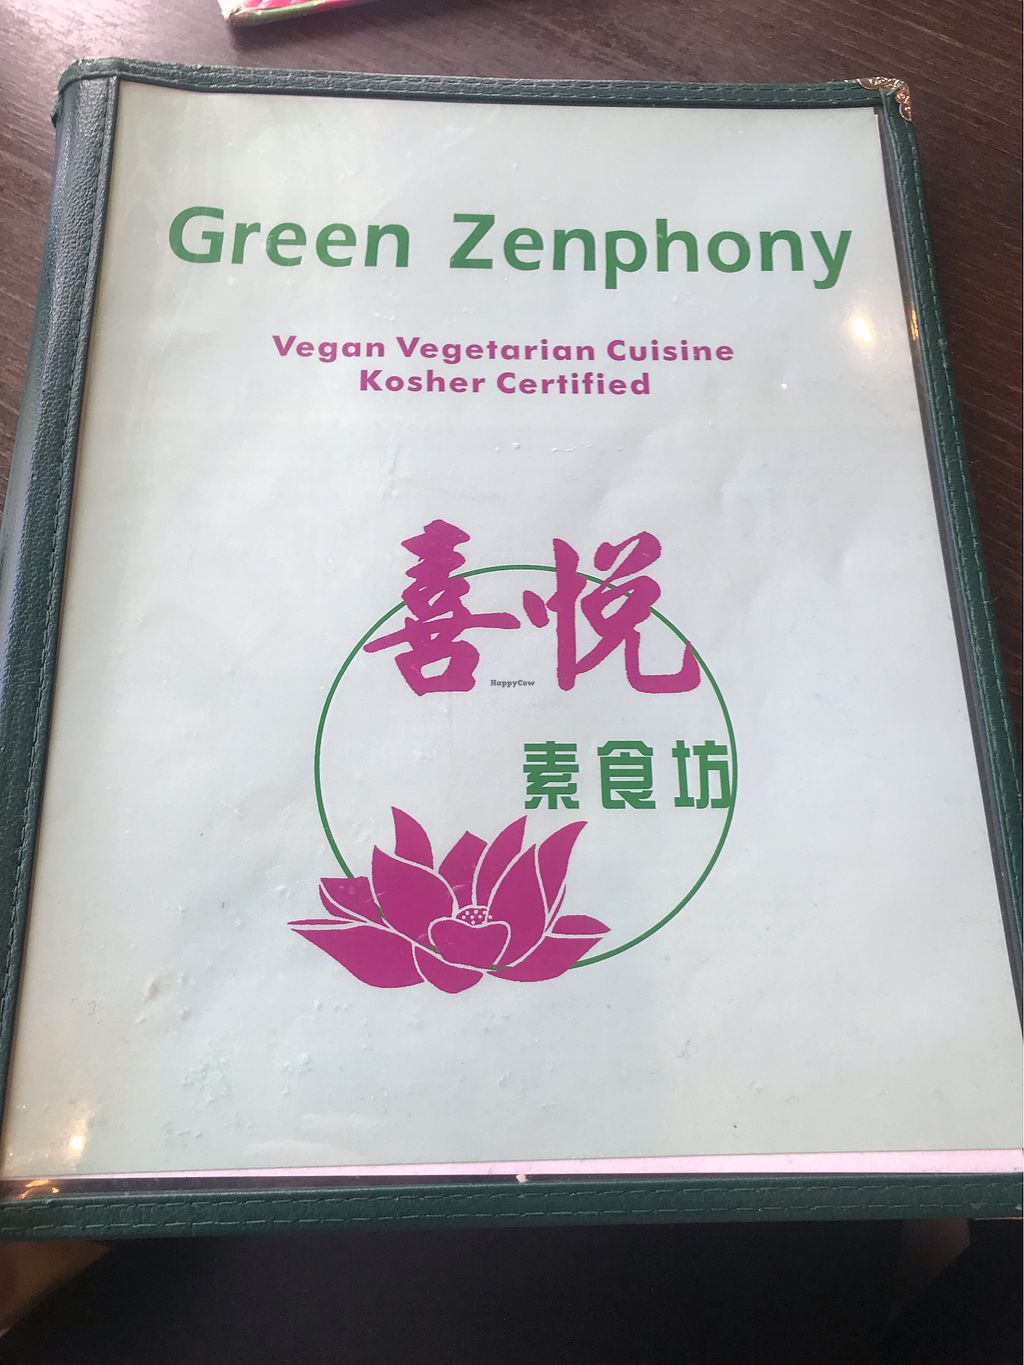 Green Zenphony
Vegan Vegetarian Cuisine
Kosher Certified
喜悦
HappyCow
素食坊